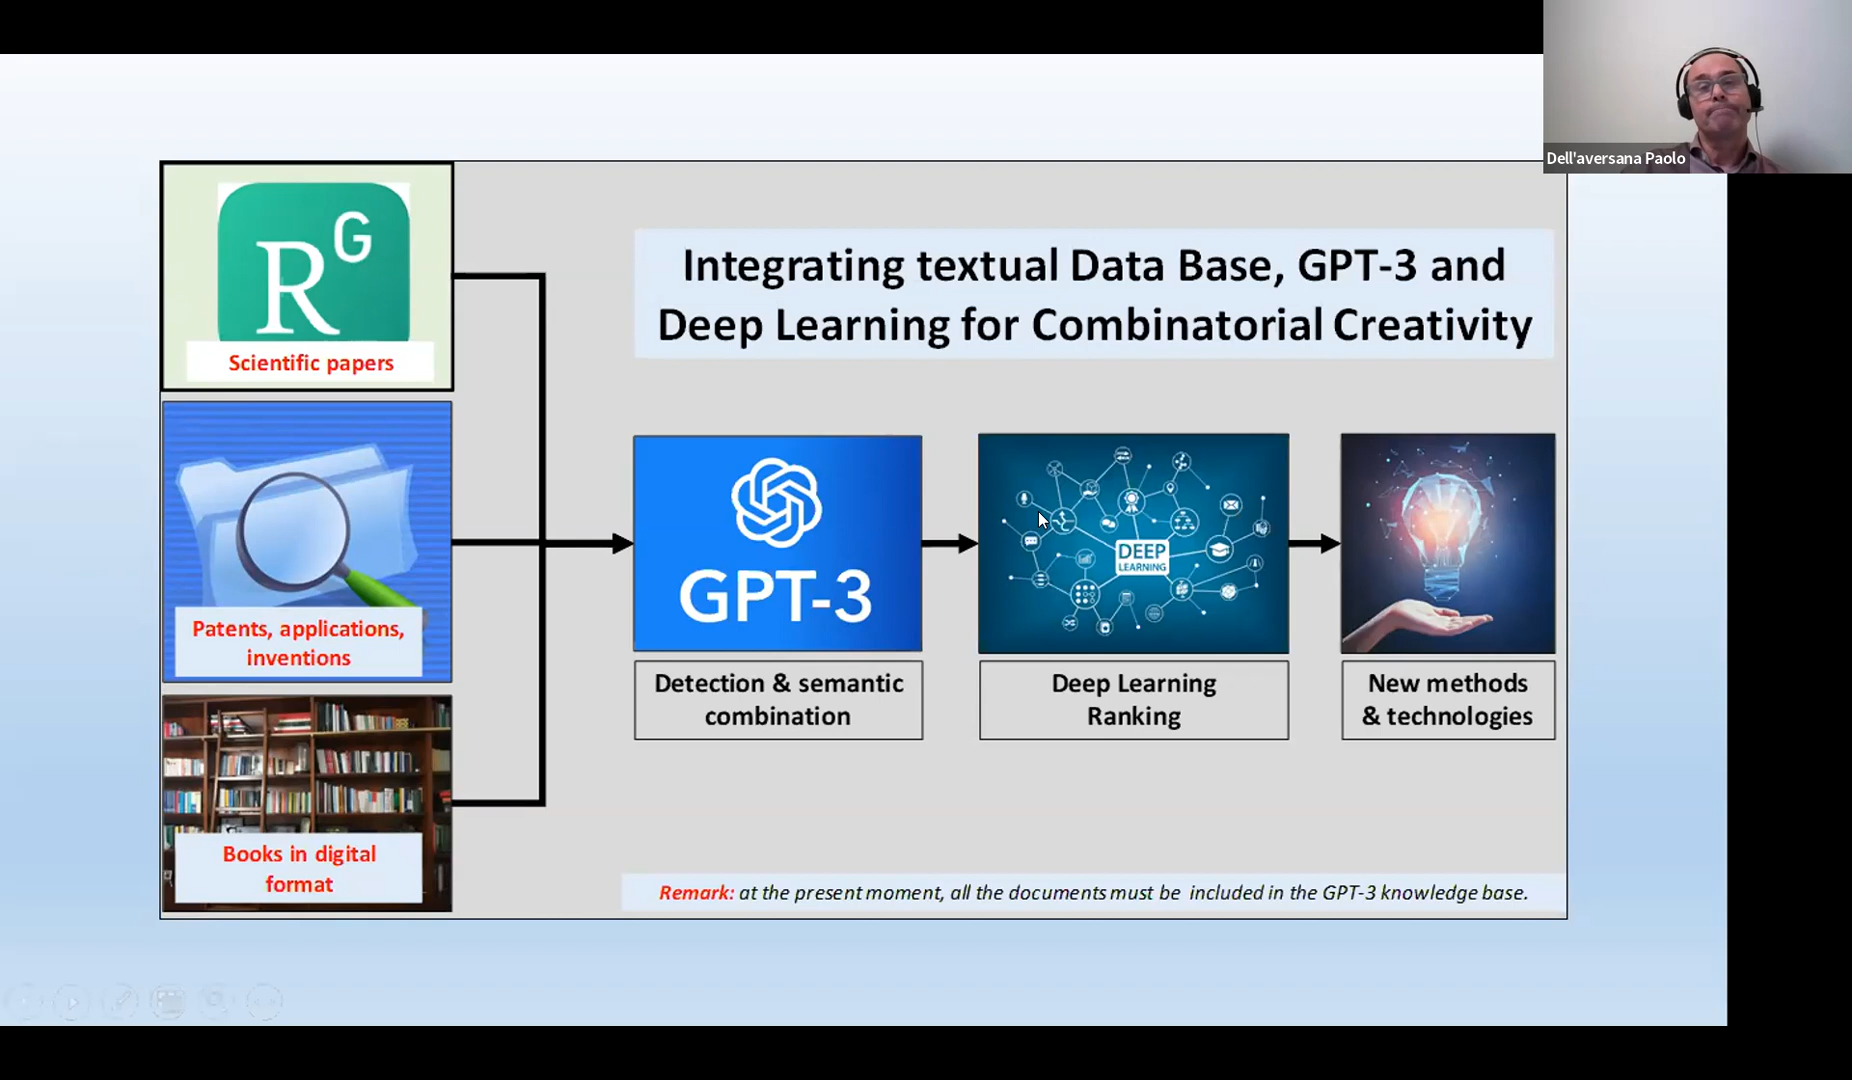 Dell'aversana Paolo
RG
Scientific papers
Integrating textual Data Base, GPT-3 and
Deep Learning for Combinatorial Creativity
Patents, applications,
inventions
GPT-3
DEEP
LEARNING
Detection & semantic
combination
Deep Learning
Ranking
New methods
& technologies
Books in digital
format
Remark: at the present moment, all the documents must be included in the GPT-3 knowledge base.